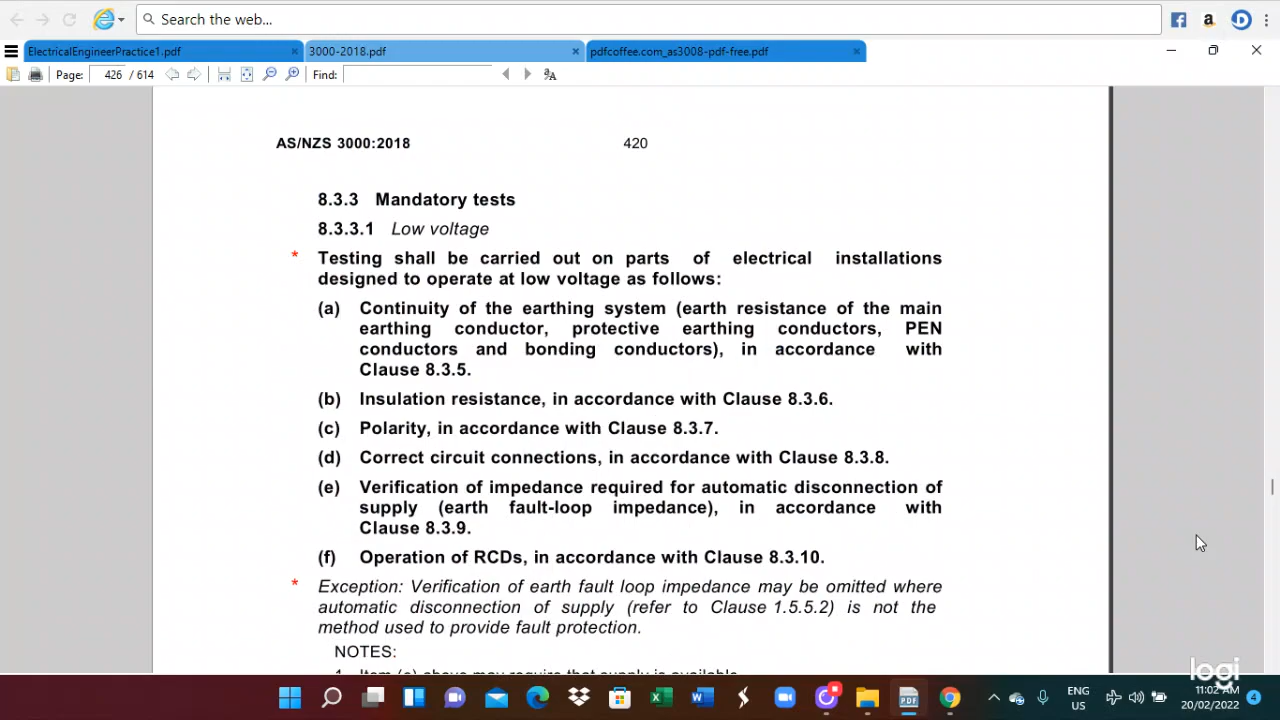 Search the web...
ElectricalEngineerPractice1.pdf
3000-2018.pdf
pdfcoffee.com_as3008-pdf-free.pdf
Page: 426 / 614
Find:
AS/NZS 3000:2018 420
8.3.3 Mandatory tests
8.3.3.1 Low voltage
* Testing shall be carried out on parts of electrical installations
designed to operate at low voltage as follows:
(a) Continuity of the earthing system (earth resistance of the main
earthing conductor, protective earthing conductors, PEN
conductors and bonding conductors), in accordance with
Clause 8.3.5.
(b) Insulation resistance, in accordance with Clause 8.3.6.
(c) Polarity, in accordance with Clause 8.3.7.
(d) Correct circuit connections, in accordance with Clause 8.3.8.
(e) Verification of impedance required for automatic disconnection of
supply (earth fault-loop impedance), in accordance with
Clause 8.3.9.
(f) Operation of RCDs, in accordance with Clause 8.3.10.
* Exception: Verification of earth fault loop impedance may be omitted where
automatic disconnection of supply (refer to Clause 1.5.5.2) is not the
method used to provide fault protection.
NOTES:
1 Item (e) above may require that supply is available.
logi
ENG
US
11:02 AM
20/02/2022
4